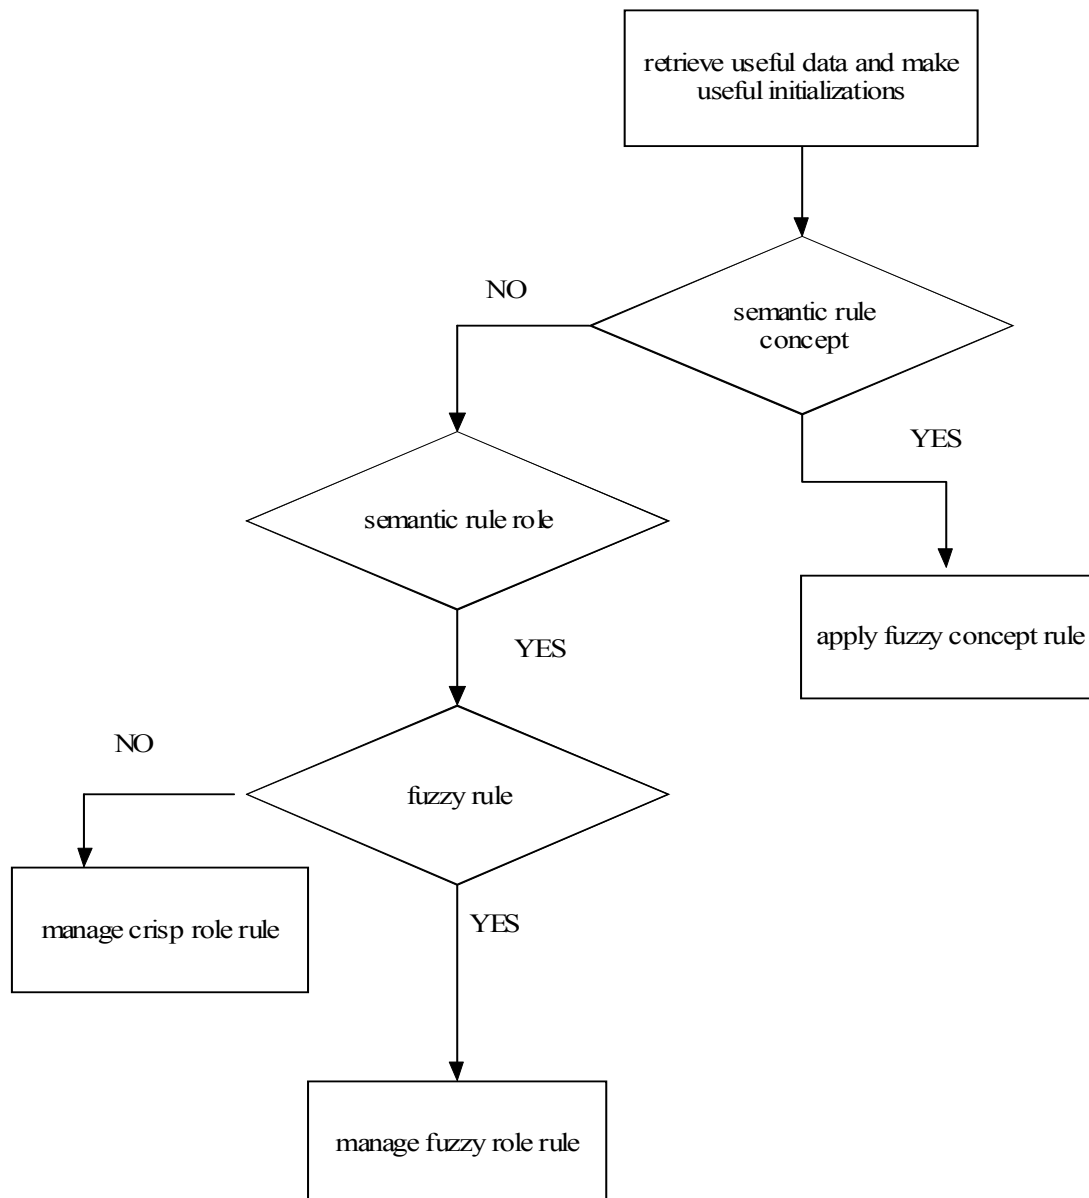 retrieve useful data and make
useful initializations
NO
semantic rule
concept
YES
semantic rule role
apply fuzzy concept rule
YES
NO
fuzzy rule
manage crisp role rule
YES
manage fuzzy role rule